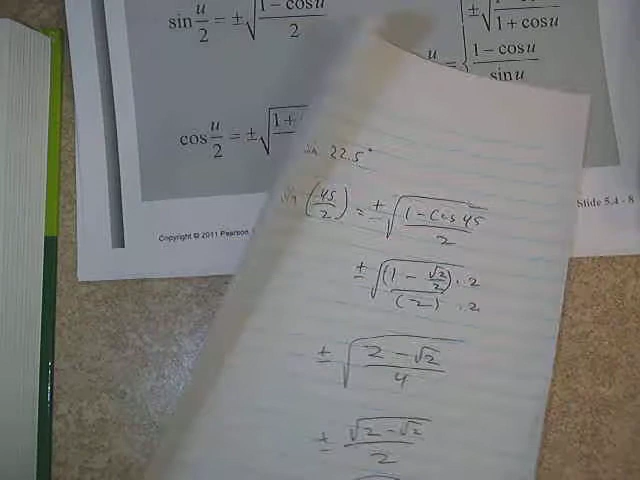 sin u/2 = ±√(1 − cos u)/2
± √ 1 + cos u
u = { 1 − cos u / sin u
cos u/2 = ±√ 1 +
22.5°
(45/2) = ±√(1 − cos 45)/2
Slide 5.4 - 8
Copyright © 2011 Pearson
±√((1 − √2/2) · 2)/((2) · 2)
±√(2 − √2)/4
± √(2 − √2)/2